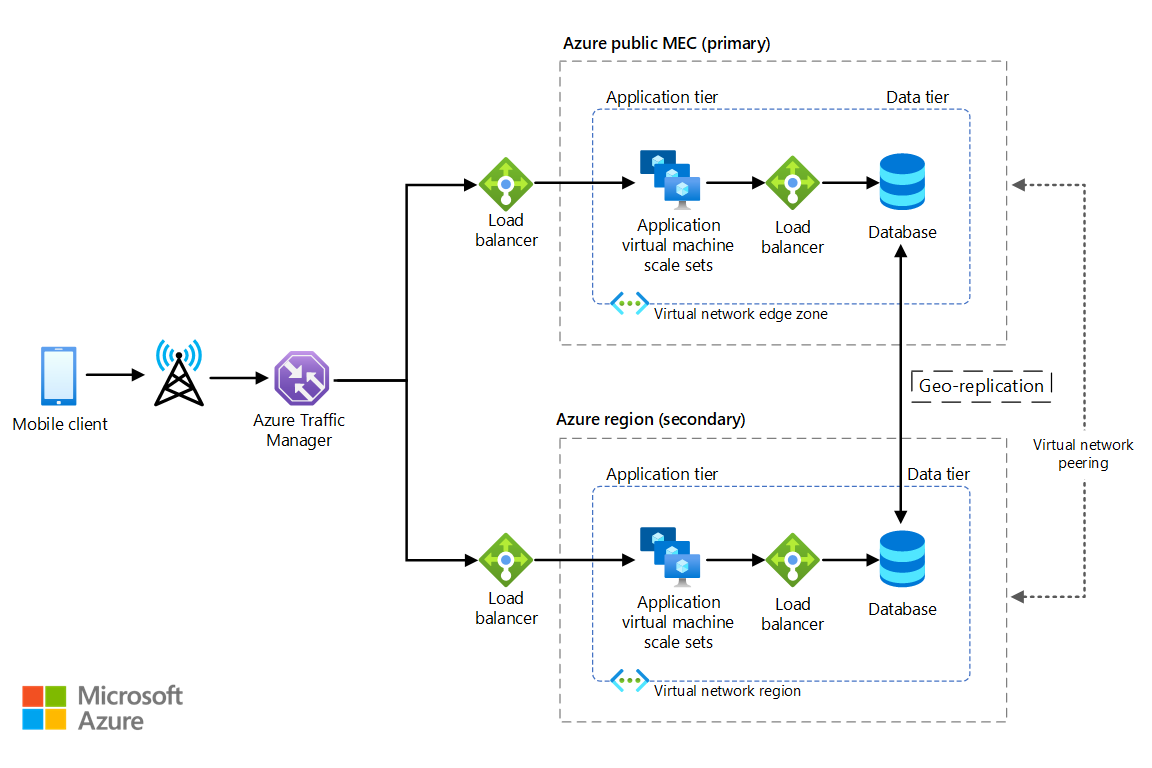 Azure public MEC (primary)
Application tier
Data tier
Load
balancer
Application
virtual machine
scale sets
Load
balancer
Database
Virtual network edge zone
Mobile client
Azure Traffic
Manager
Geo-replication
Virtual network
peering
Azure region (secondary)
Application tier
Data tier
Load
balancer
Application
virtual machine
scale sets
Load
balancer
Database
Virtual network region
Microsoft
Azure